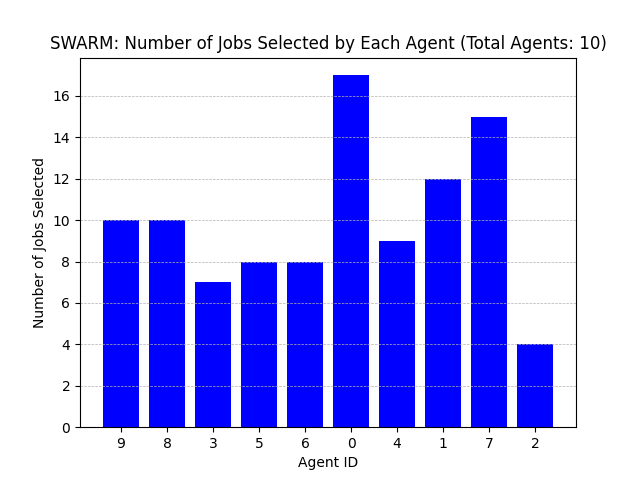 SWARM: Number of Jobs Selected by Each Agent (Total Agents: 10)
Number of Jobs Selected
16
14
12
10
8
6
4
2
0
9 8 3 5 6 0 4 1 7 2
Agent ID